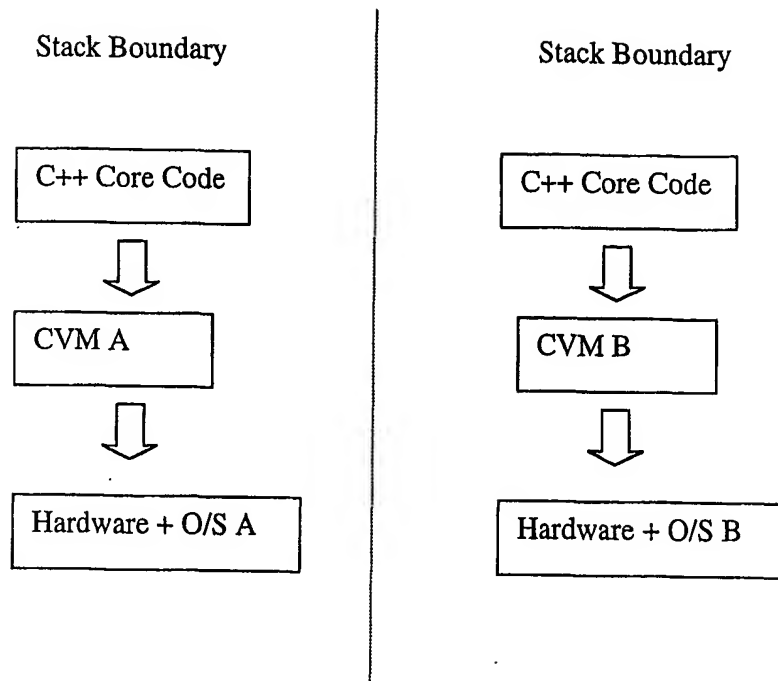 Stack Boundary
C++ Core Code
CVM A
Hardware + O/S A
Stack Boundary
C++ Core Code
CVM B
Hardware + O/S B